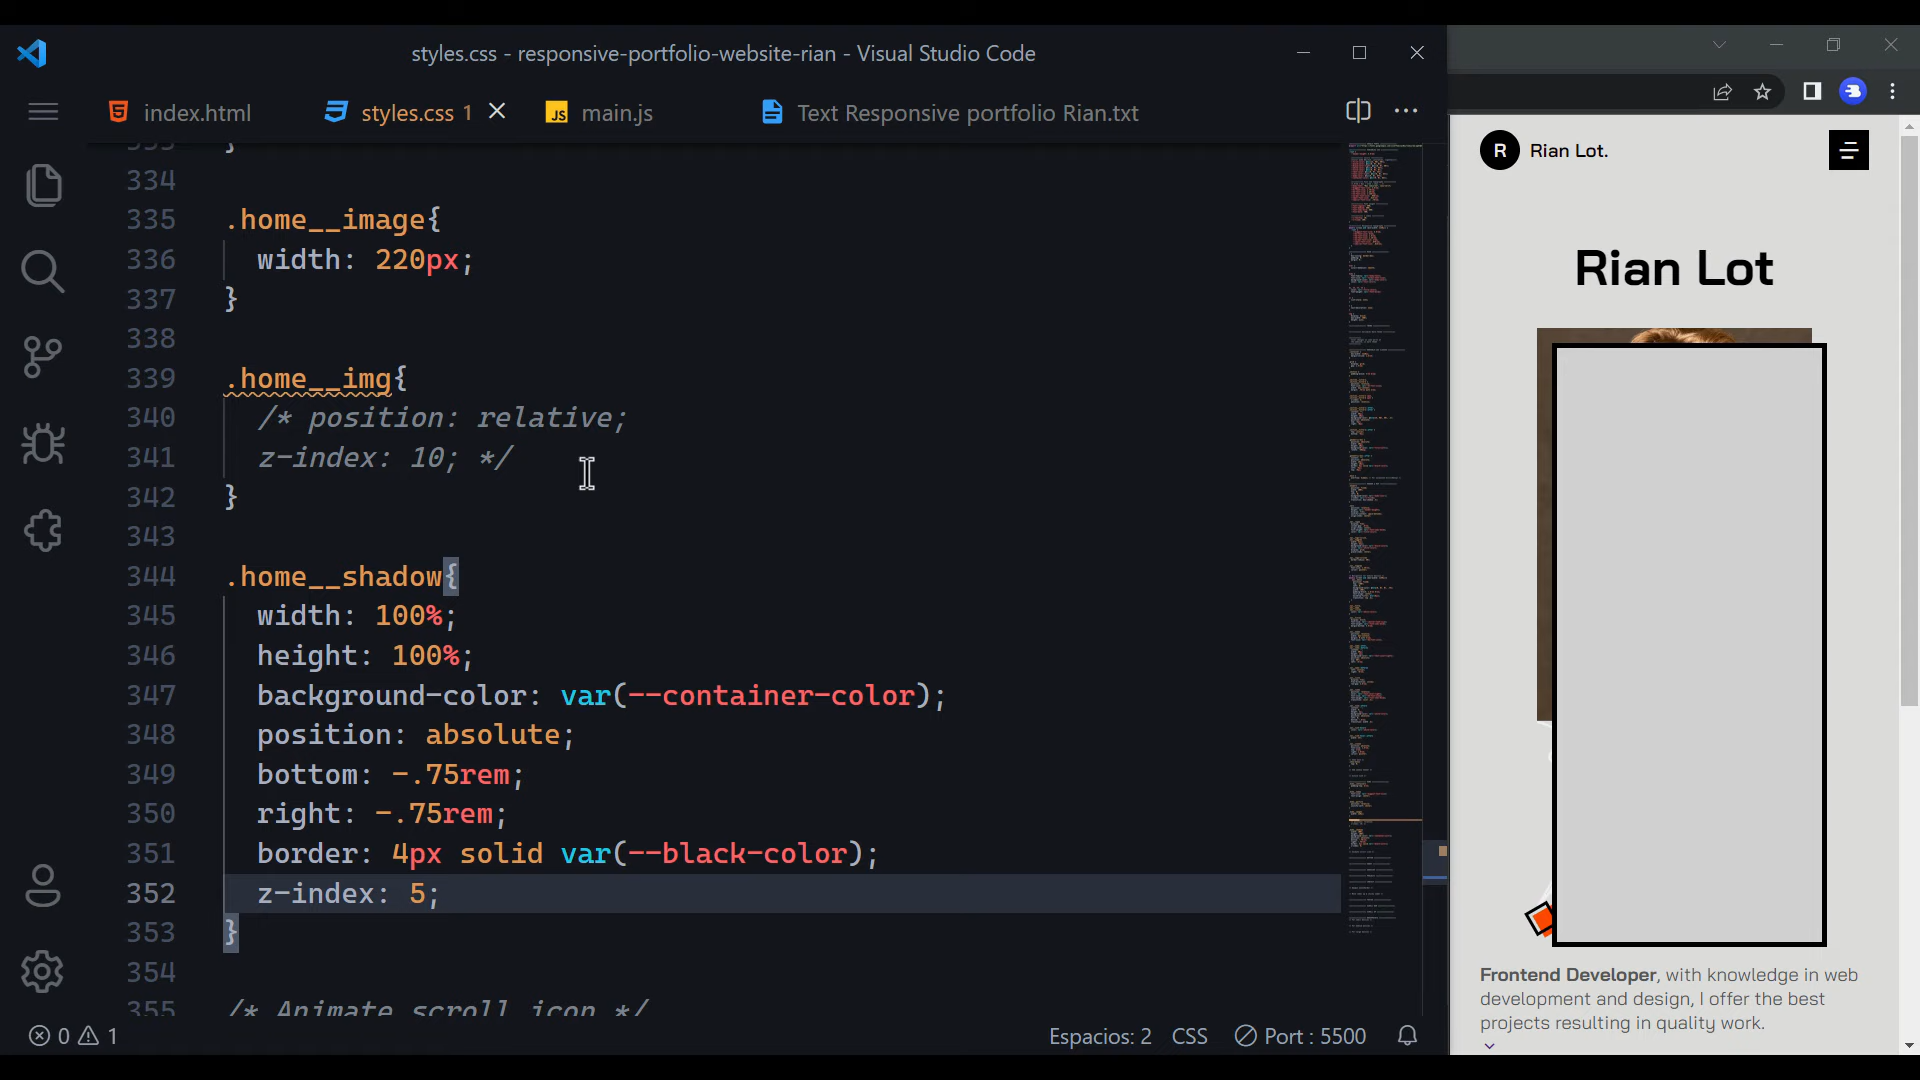 styles.css - responsive-portfolio-website-rian - Visual Studio Code
index.html
styles.css 1
JS main.js
Text Responsive portfolio Rian.txt
334
335 .home__image{
336 width: 220px;
337 }
338
339 .home__img{
340 /* position: relative;
341 z-index: 10; */
342 }
343
344 .home__shadow{
345 width: 100%;
346 height: 100%;
347 background-color: var(--container-color);
348 position: absolute;
349 bottom: -.75rem;
350 right: -.75rem;
351 border: 4px solid var(--black-color);
352 z-index: 5;
353 }
354
355 /* Animate scroll icon */
0 1
Espacios: 2 CSS Port : 5500
R Rian Lot.
Rian Lot
Frontend Developer, with knowledge in web
development and design, I offer the best
projects resulting in quality work.